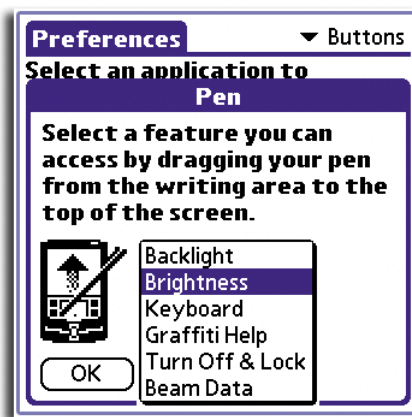 Preferences
Buttons
Select an application to
Pen
Select a feature you can
access by dragging your pen
from the writing area to the
top of the screen.
Backlight
Brightness
Keyboard
Graffiti Help
Turn Off & Lock
Beam Data
OK